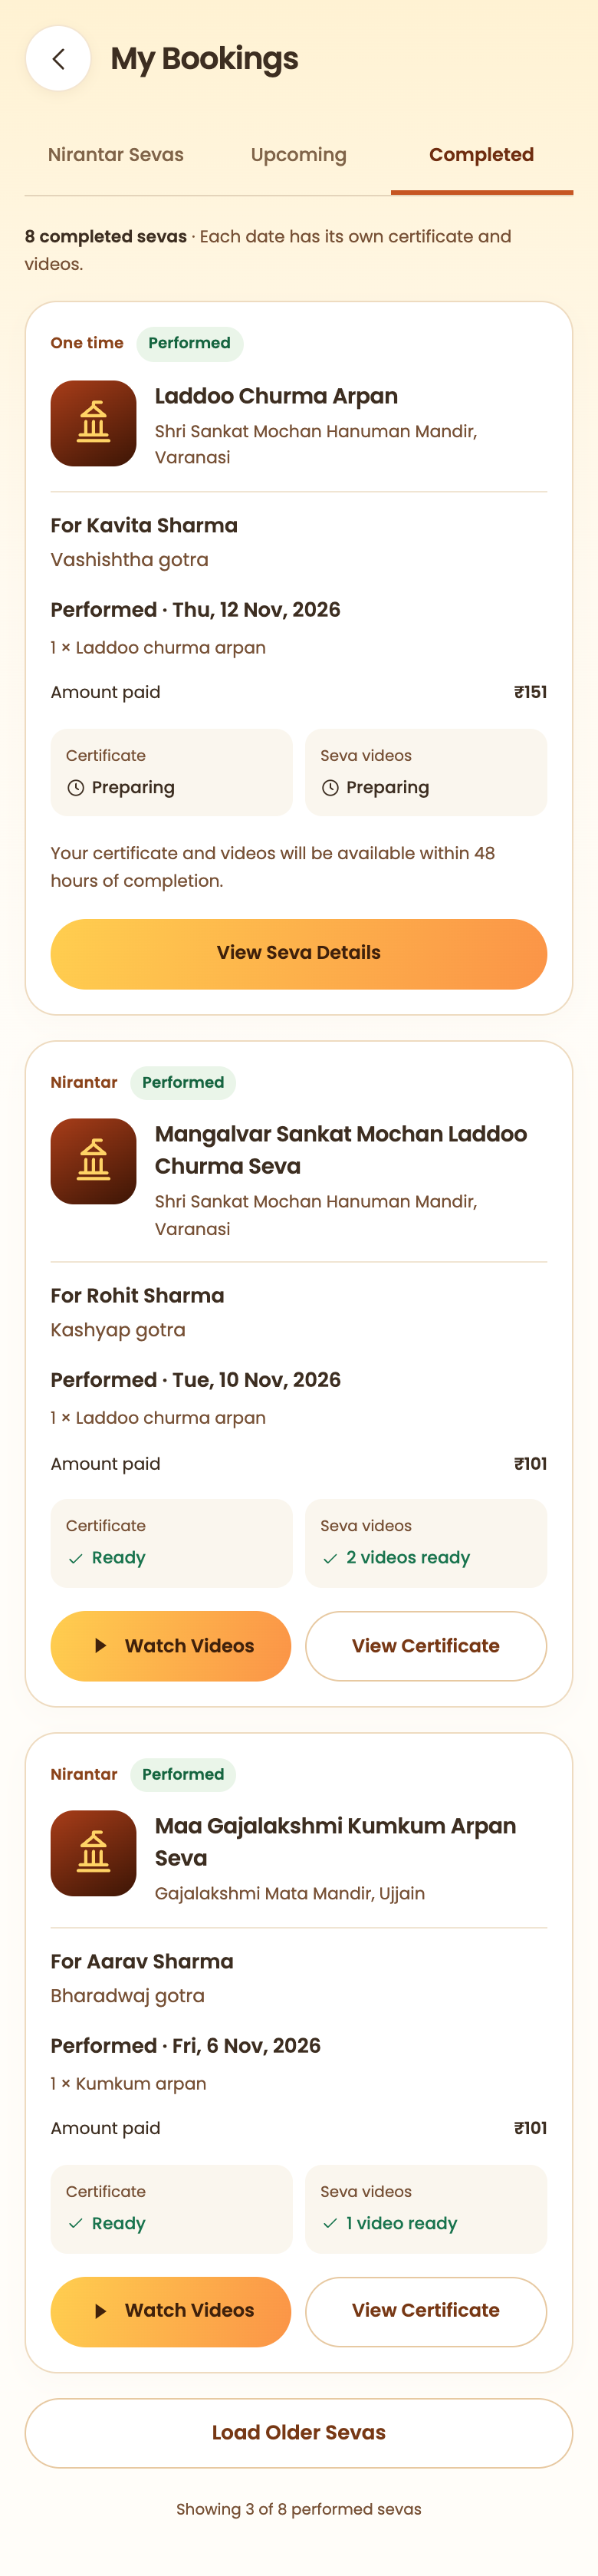 My Bookings
Nirantar Sevas
Upcoming
Completed
8 completed sevas · Each date has its own certificate and
videos.
One time
Performed
Laddoo Churma Arpan
Shri Sankat Mochan Hanuman Mandir,
Varanasi
For Kavita Sharma
Vashishtha gotra
Performed · Thu, 12 Nov, 2026
1 × Laddoo churma arpan
Amount paid ₹151
Certificate
Preparing
Seva videos
Preparing
Your certificate and videos will be available within 48
hours of completion.
View Seva Details
Nirantar
Performed
Mangalvar Sankat Mochan Laddoo
Churma Seva
Shri Sankat Mochan Hanuman Mandir,
Varanasi
For Rohit Sharma
Kashyap gotra
Performed · Tue, 10 Nov, 2026
1 × Laddoo churma arpan
Amount paid ₹101
Certificate
Ready
Seva videos
2 videos ready
Watch Videos
View Certificate
Nirantar
Performed
Maa Gajalakshmi Kumkum Arpan
Seva
Gajalakshmi Mata Mandir, Ujjain
For Aarav Sharma
Bharadwaj gotra
Performed · Fri, 6 Nov, 2026
1 × Kumkum arpan
Amount paid ₹101
Certificate
Ready
Seva videos
1 video ready
Watch Videos
View Certificate
Load Older Sevas
Showing 3 of 8 performed sevas